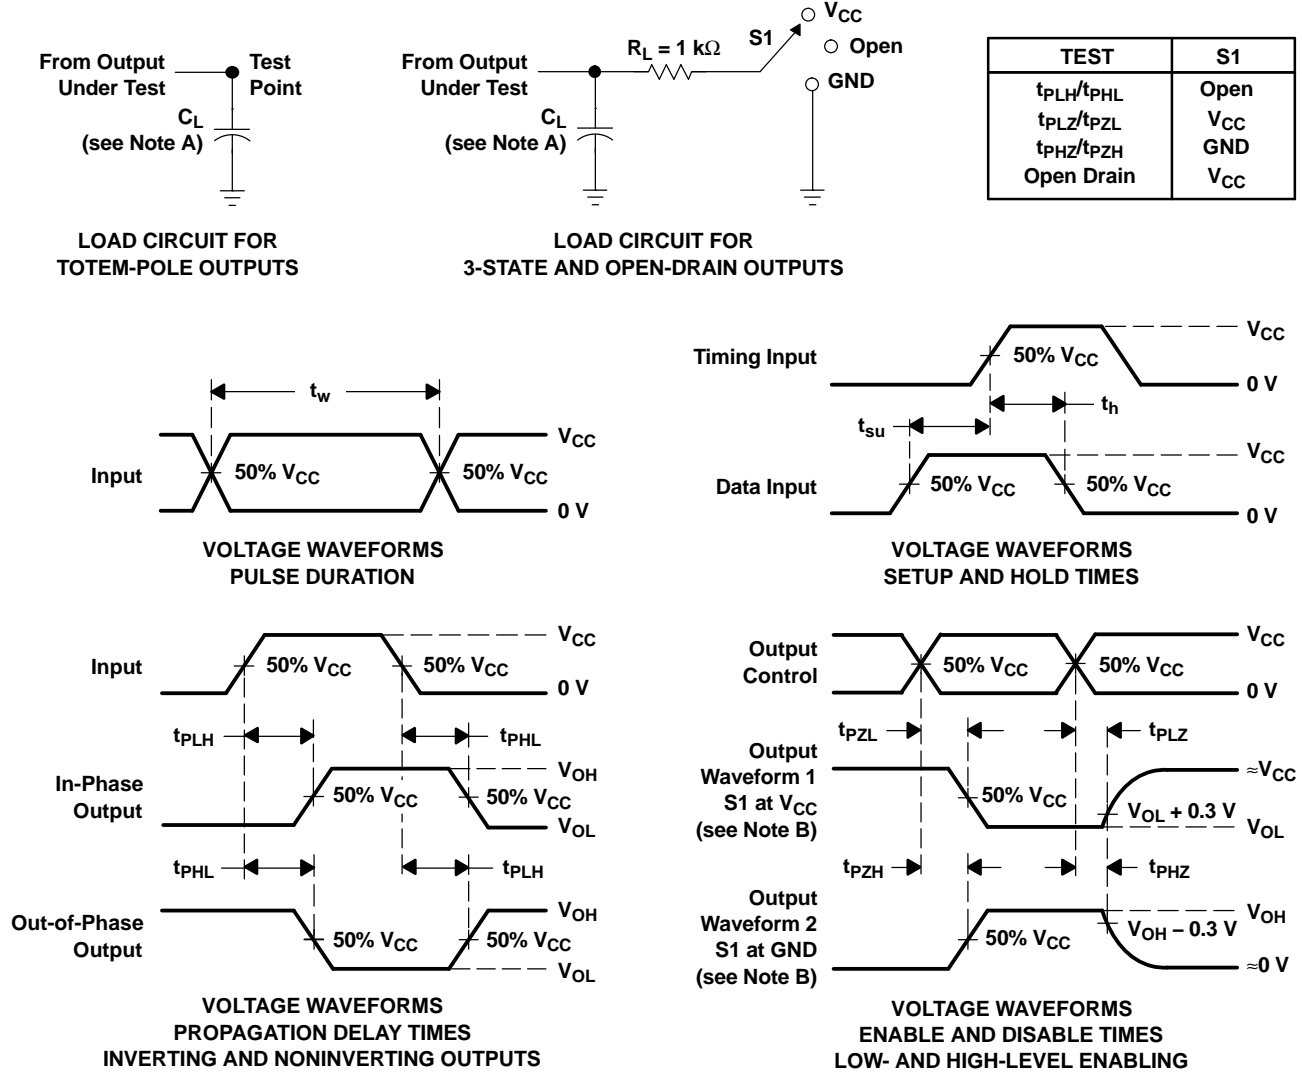 From Output
Under Test
Test
Point
CL
(see Note A)
LOAD CIRCUIT FOR
TOTEM-POLE OUTPUTS
From Output
Under Test
RL = 1 kΩ
S1
VCC
Open
GND
CL
(see Note A)
LOAD CIRCUIT FOR
3-STATE AND OPEN-DRAIN OUTPUTS
TEST S1
tPLH/tPHL Open
tPLZ/tPZL VCC
tPHZ/tPZH GND
Open Drain VCC
tw
Input
50% VCC
50% VCC
VCC
0 V
VOLTAGE WAVEFORMS
PULSE DURATION
Timing Input
50% VCC
VCC
0 V
tsu
th
Data Input
50% VCC
50% VCC
VCC
0 V
VOLTAGE WAVEFORMS
SETUP AND HOLD TIMES
Input
50% VCC
50% VCC
VCC
0 V
tPLH
tPHL
In-Phase
Output
50% VCC
50% VCC
VOH
VOL
tPHL
tPLH
Out-of-Phase
Output
50% VCC
50% VCC
VOH
VOL
VOLTAGE WAVEFORMS
PROPAGATION DELAY TIMES
INVERTING AND NONINVERTING OUTPUTS
Output
Control
50% VCC
50% VCC
VCC
0 V
tPZL
tPLZ
Output
Waveform 1
S1 at VCC
(see Note B)
50% VCC
VOL + 0.3 V
≈VCC
VOL
tPZH
tPHZ
Output
Waveform 2
S1 at GND
(see Note B)
50% VCC
VOH – 0.3 V
VOH
≈0 V
VOLTAGE WAVEFORMS
ENABLE AND DISABLE TIMES
LOW- AND HIGH-LEVEL ENABLING